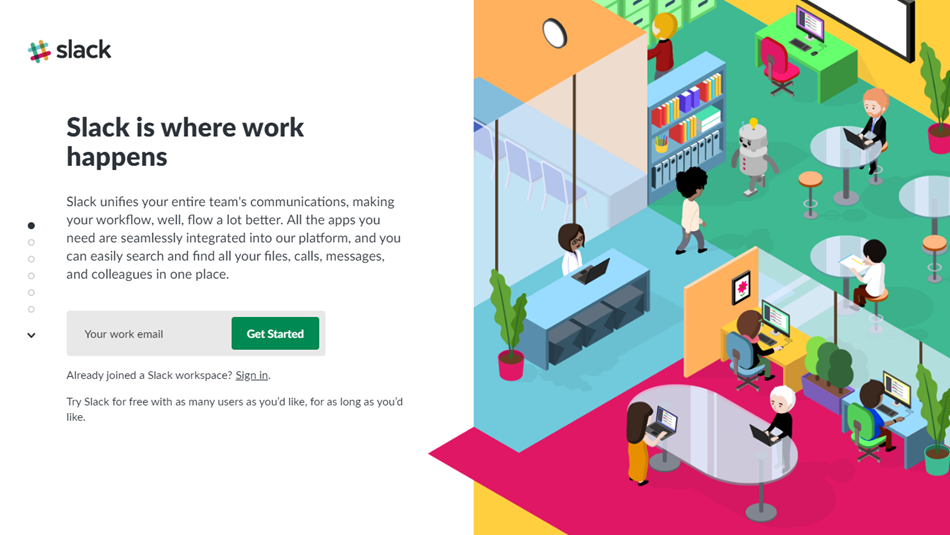 slack
Slack is where work
happens
Slack unifies your entire team's communications, making
your workflow, well, flow a lot better. All the apps you
need are seamlessly integrated into our platform, and you
can easily search and find all your files, calls, messages,
and colleagues in one place.
Your work email
Get Started
Already joined a Slack workspace? Sign in.
Try Slack for free with as many users as you’d like, for as long as you’d
like.